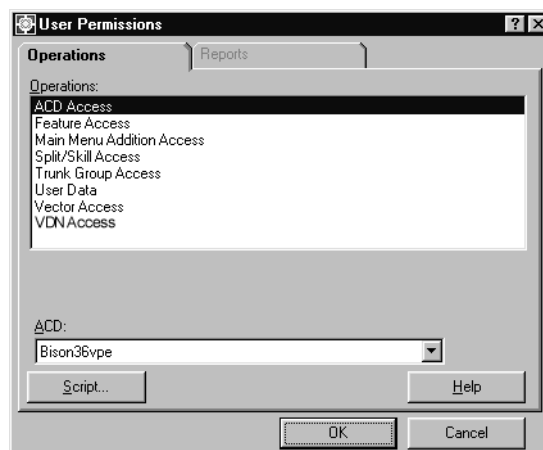 User Permissions
Operations
Reports
Operations:
ACD Access
Feature Access
Main Menu Addition Access
Split/Skill Access
Trunk Group Access
User Data
Vector Access
VDN Access
ACD:
Bison36vpe
Script...
Help
OK
Cancel